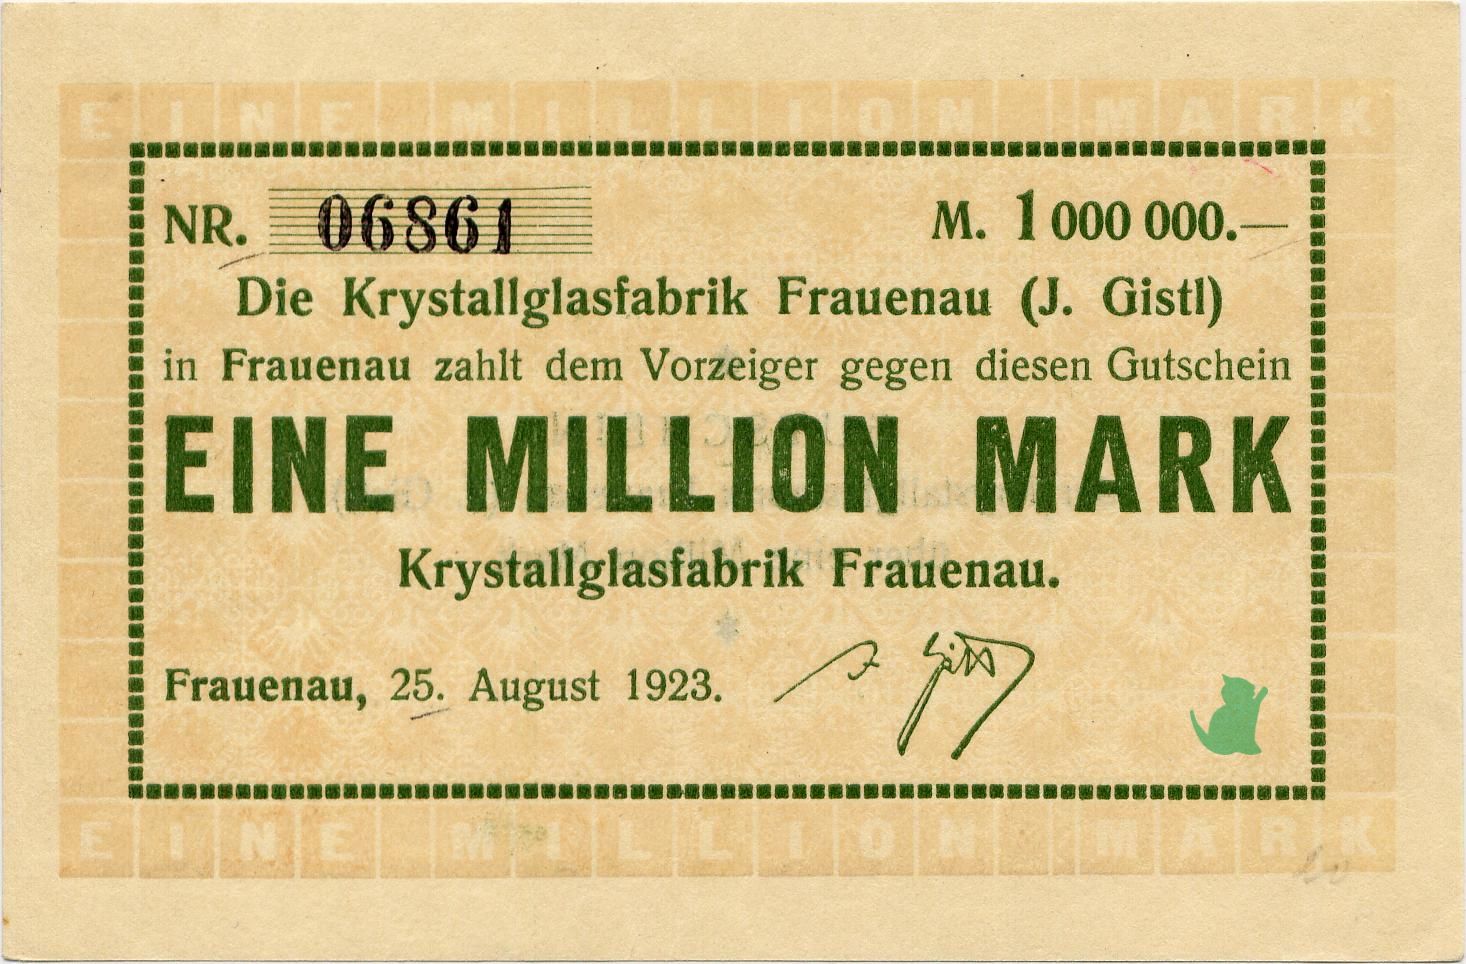 EINE MILLION MARK
NR. 06861 M. 1 000 000.—
Die Krystallglasfabrik Frauenau (J. Gistl)
in Frauenau zahlt dem Vorzeiger gegen diesen Gutschein
EINE MILLION MARK
Krystallglasfabrik Frauenau.
Frauenau, 25. August 1923. J. Gistl
EINE MILLION MARK